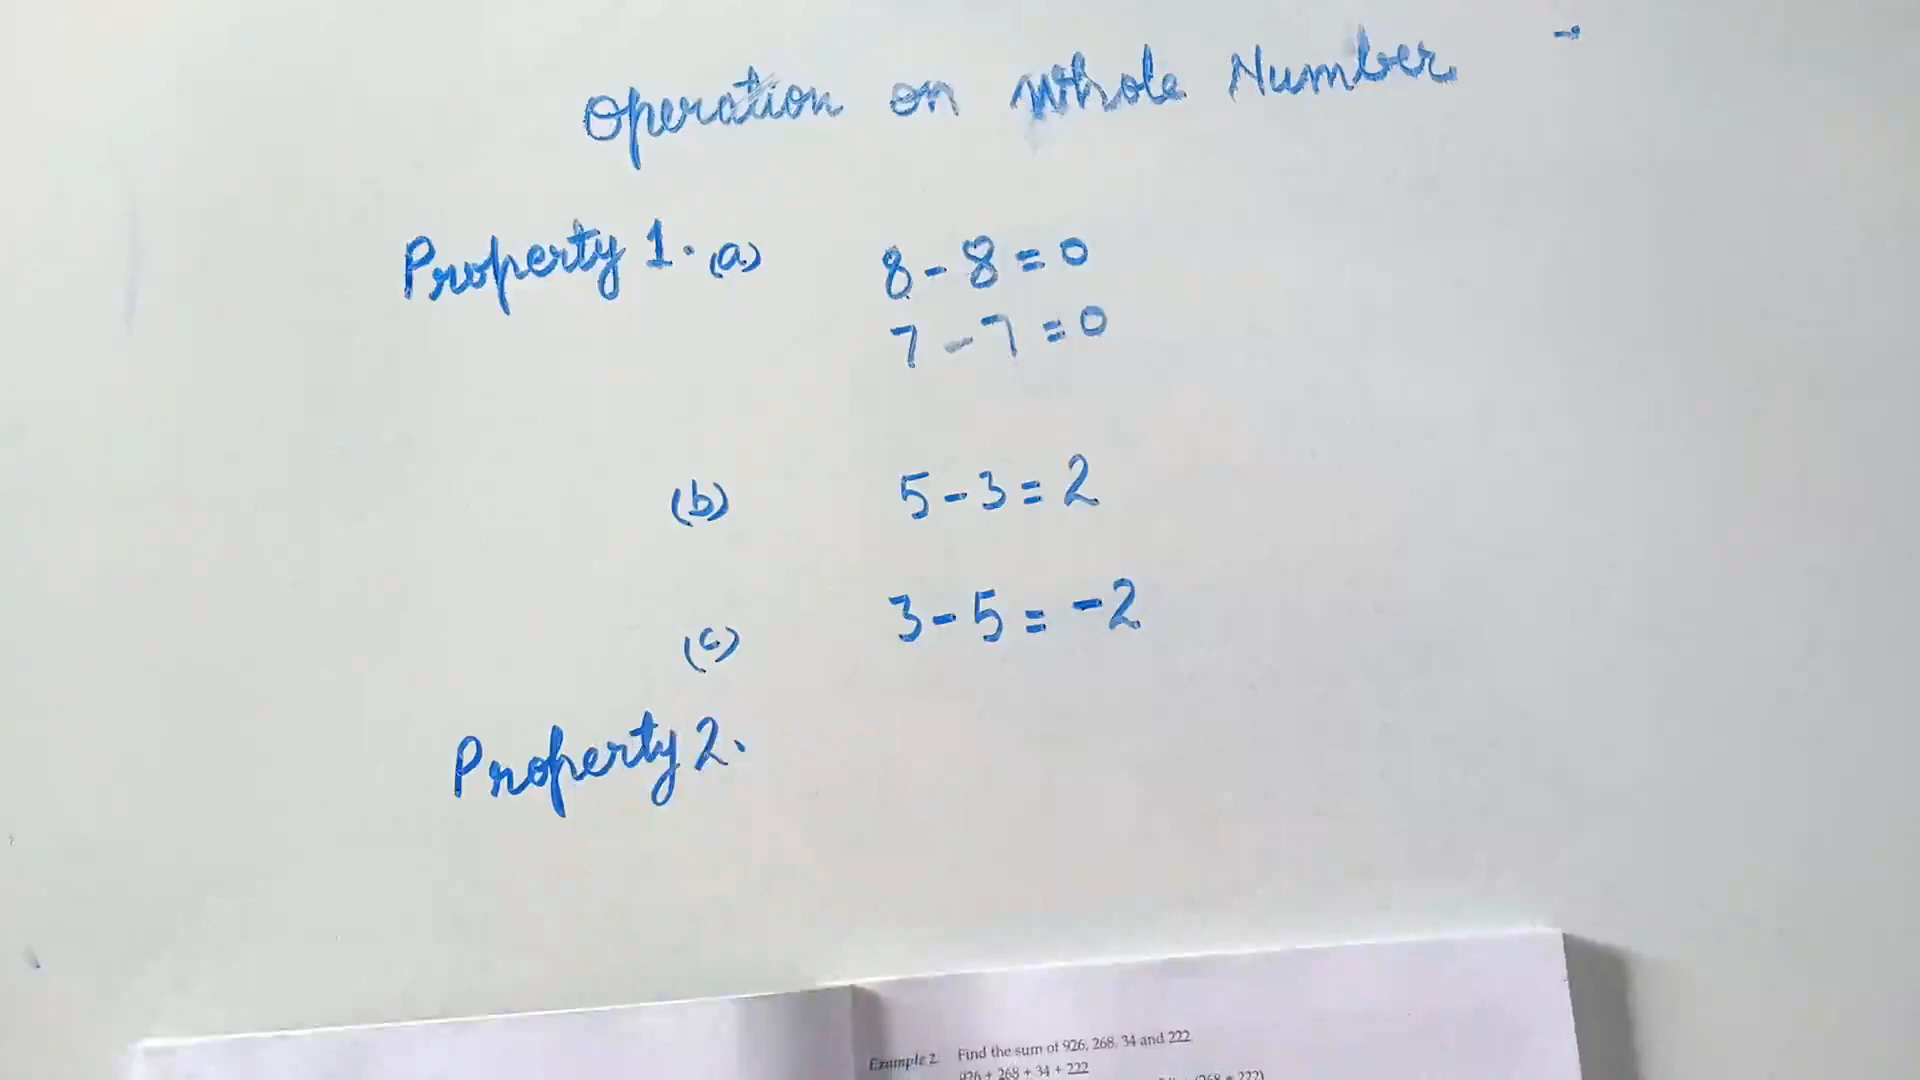 Operation on Whole Number
Property 1. (a) 8 - 8 = 0
7 - 7 = 0
(b) 5 - 3 = 2
(c) 3 - 5 = -2
Property 2.
Example 2. Find the sum of 926, 268, 34 and 222
926 + 268 + 34 + 222